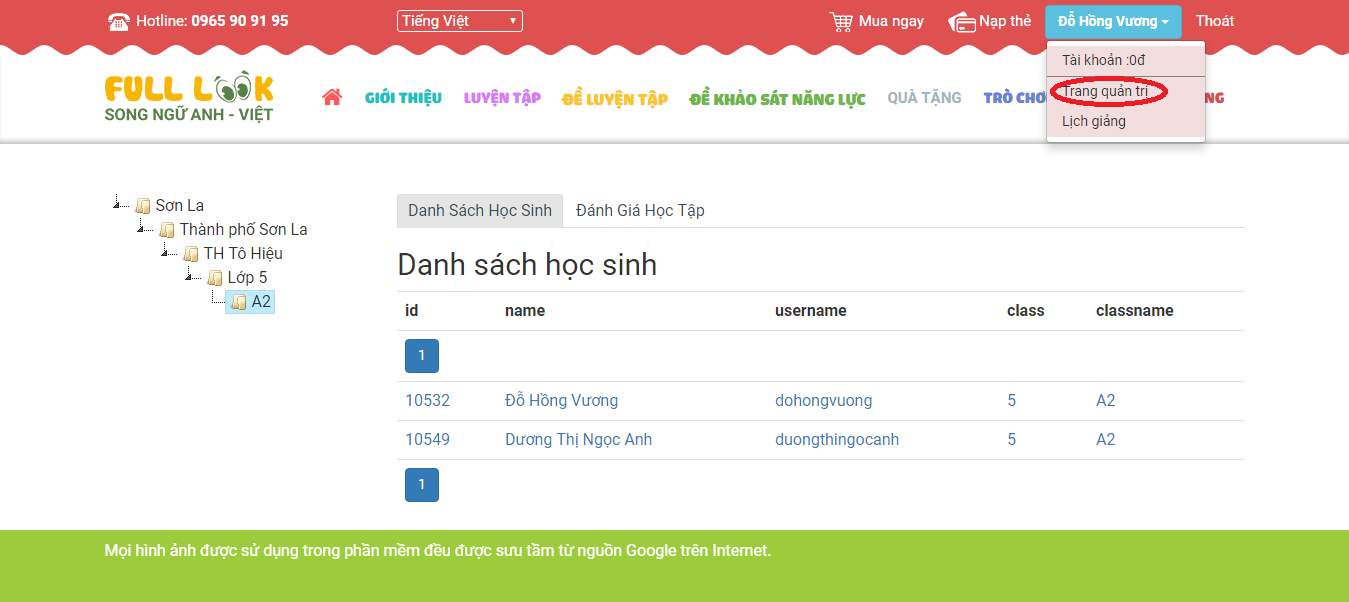 Hotline: 0965 90 91 95
Tiếng Việt
Mua ngay
Nạp thẻ
Đỗ Hồng Vương
Thoát
Tài khoản :0đ
Trang quản trị
Lịch giảng
FULL LOOK
SONG NGỮ ANH - VIỆT
GIỚI THIỆU
LUYỆN TẬP
ĐỀ LUYỆN TẬP
ĐỀ KHẢO SÁT NĂNG LỰC
QUÀ TẶNG
TRÒ CHƠ
NG
Sơn La
Thành phố Sơn La
TH Tô Hiệu
Lớp 5
A2
Danh Sách Học Sinh
Đánh Giá Học Tập
Danh sách học sinh
id name username class classname
1
10532 Đỗ Hồng Vương dohongvuong 5 A2
10549 Dương Thị Ngọc Anh duongthingocanh 5 A2
1
Mọi hình ảnh được sử dụng trong phần mềm đều được sưu tầm từ nguồn Google trên Internet.